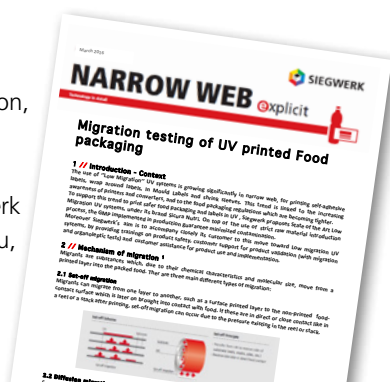 on,
rk
u,
March 2016
SIEGWERK
NARROW WEB explicit
Technology in detail
Migration testing of UV printed Food
packaging
1 // Introduction - Context
The use of "Low Migration" UV systems is growing significantly in narrow web, for printing self-adhesive
labels, wrap around labels, In Mould Labels and shrink sleeves. This trend is linked to the increasing
awareness of printers and converters, and to the food packaging regulations which are becoming tighter.
To support this trend to print safer food packaging and labels in UV, Siegwerk proposes State of the Art Low
Migration UV systems, under its brand Sicura Nutri. On top of the use of strict raw material introduction
process, the GMP implemented in production guarantee minimized contamination.
Moreover Siegwerk's aim is to accompany closely its customer to this move toward Low migration UV
systems, by providing trainings on product safety, customer support for product validation (with migration
and organoleptic tests) and customer assistance for product use and implementation.
2 // Mechanism of migration
Migrants are substances which, due to their chemical characteristics and molecular size, move from a
printed layer into the packed food. Ther are three main different types of migration:
2.1 Set-off migration
Migrants can migrate from one layer to another, such as a surface printed layer to the non-printed food-
contact surface which is later on brought into contact with food. If these are in direct or close contact like in
a reel or a stack after printing, set-off migration can occur due to the pressure existing in the reel or stack.
2.2 Diffusion